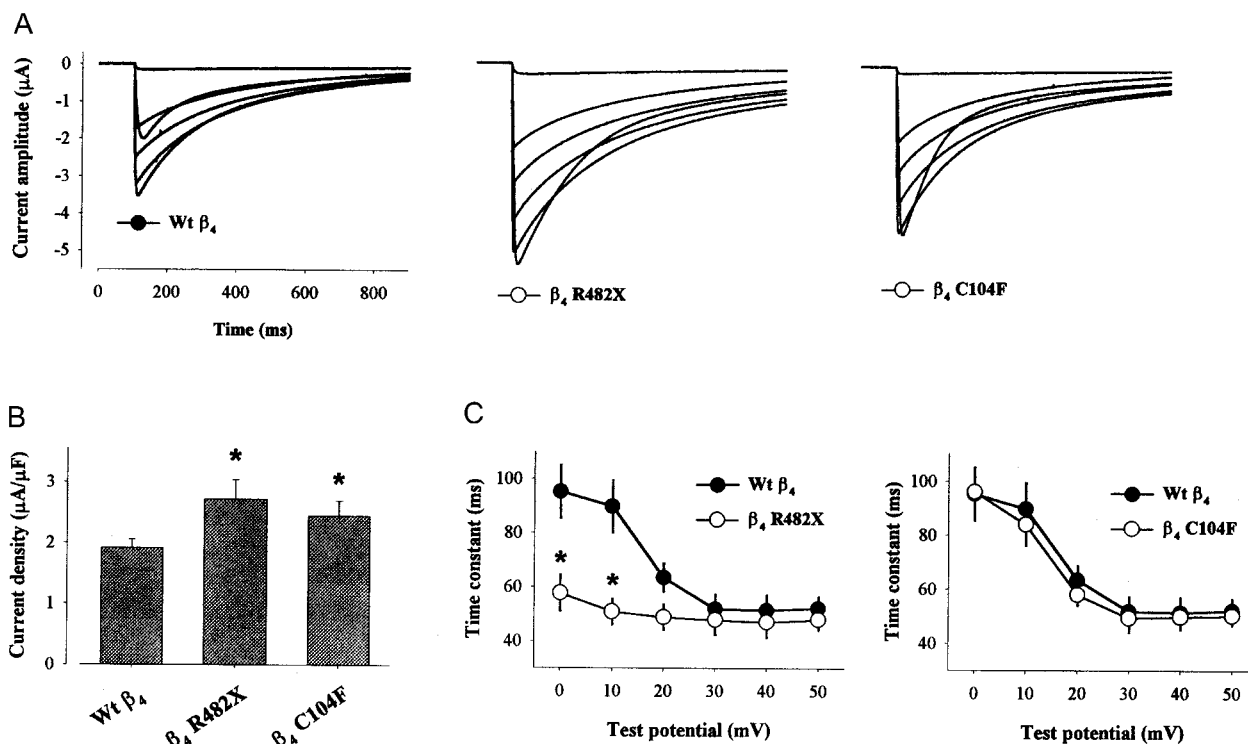 A
Current amplitude (μA)
0
-1
-2
-3
-4
-5
Wt β4
0 200 400 600 800
Time (ms)
β4 R482X
β4 C104F
B
Current density (μA/μF)
3
2
1
0
*
*
Wt β4
β4 R482X
β4 C104F
C
Time constant (ms)
100
80
60
40
Wt β4
β4 R482X
*
*
0 10 20 30 40 50
Test potential (mV)
Time constant (ms)
100
80
60
40
Wt β4
β4 C104F
0 10 20 30 40 50
Test potential (mV)